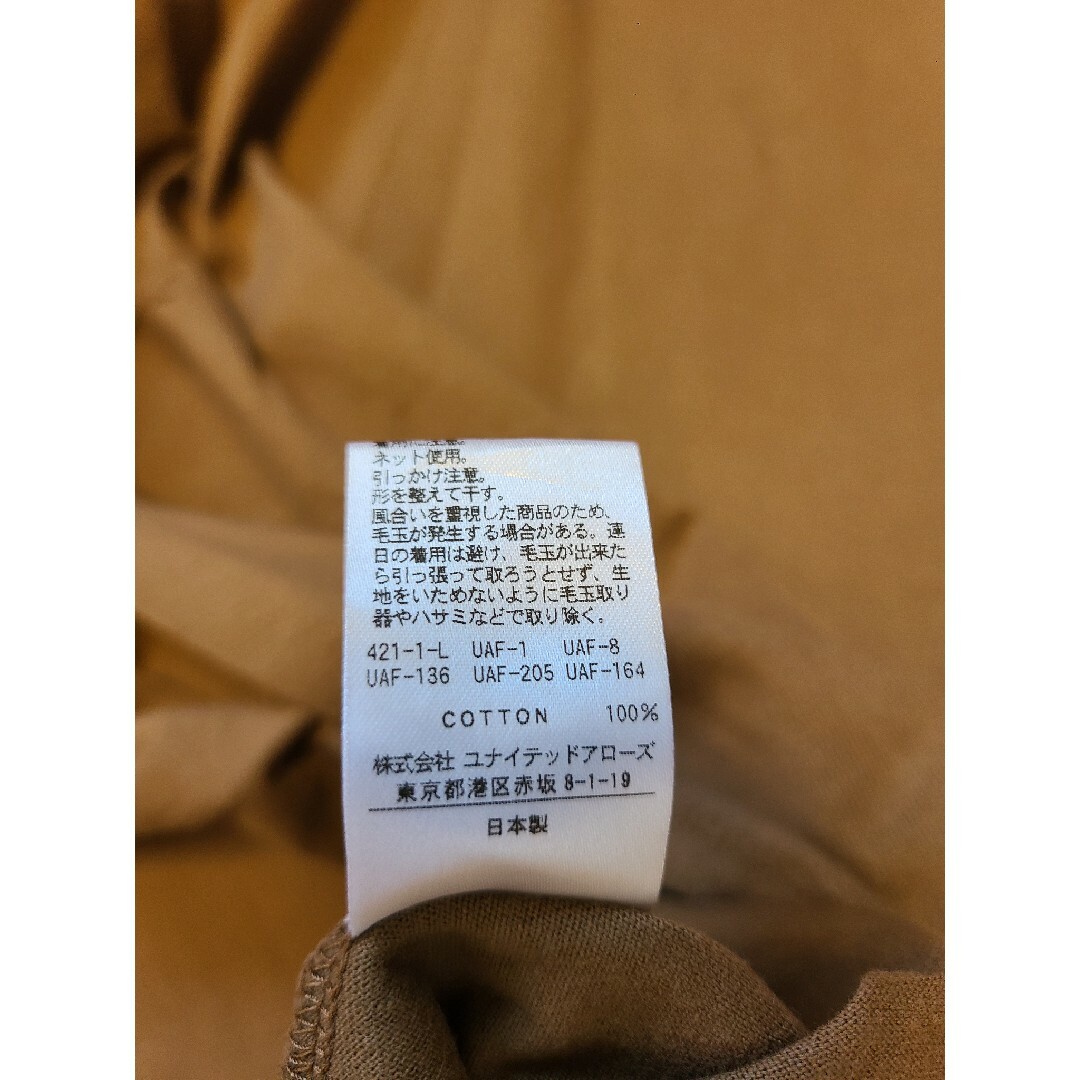 ネット使用。
引っかけ注意。
形を整えて干す。
風合いを重視した商品のため、
毛玉が発生する場合がある。連
日の着用は避け、毛玉が出来た
ら引っ張って取ろうとせず、生
地をいためないように毛玉取り
器やハサミなどで取り除く。
421-1-L UAF-1 UAF-8
UAF-136 UAF-205 UAF-164
COTTON 100%
株式会社 ユナイテッドアローズ
東京都港区赤坂 8-1-19
日本製